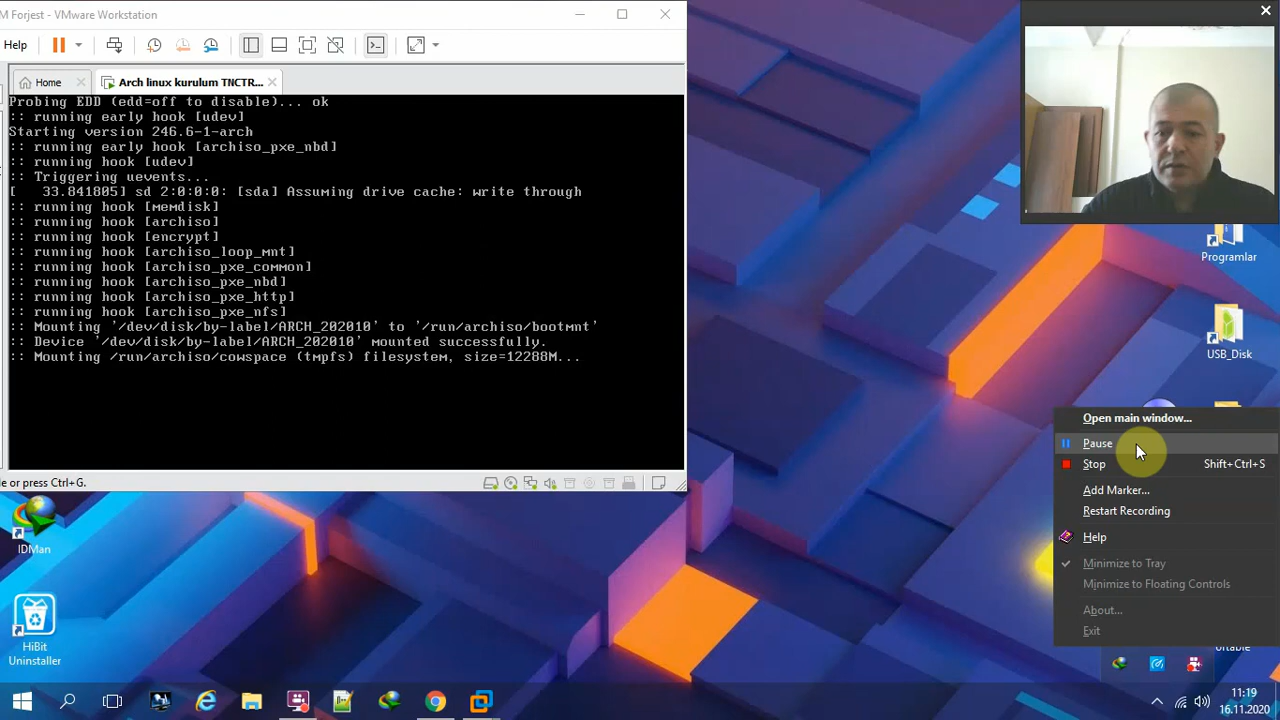 M Forjest - VMware Workstation
Help
Home
Arch linux kurulum TNCTR...
Probing EDD (edd=off to disable)... ok
:: running early hook [udev]
Starting version 246.6-1-arch
:: running early hook [archiso_pxe_nbd]
:: running hook [udev]
:: Triggering uevents...
[   33.841805] sd 2:0:0:0: [sda] Assuming drive cache: write through
:: running hook [memdisk]
:: running hook [archiso]
:: running hook [encrypt]
:: running hook [archiso_loop_mnt]
:: running hook [archiso_pxe_common]
:: running hook [archiso_pxe_nbd]
:: running hook [archiso_pxe_http]
:: running hook [archiso_pxe_nfs]
:: Mounting '/dev/disk/by-label/ARCH_202010' to '/run/archiso/bootmnt'
:: Device '/dev/disk/by-label/ARCH_202010' mounted successfully.
:: Mounting /run/archiso/cowspace (tmpfs) filesystem, size=12288M...
e or press Ctrl+G.
Programlar
USB_Disk
Open main window...
Pause
Stop Shift+Ctrl+S
Add Marker...
Restart Recording
Help
Minimize to Tray
Minimize to Floating Controls
About...
Exit
IDMan
HiBit
Uninstaller
11:19
16.11.2020